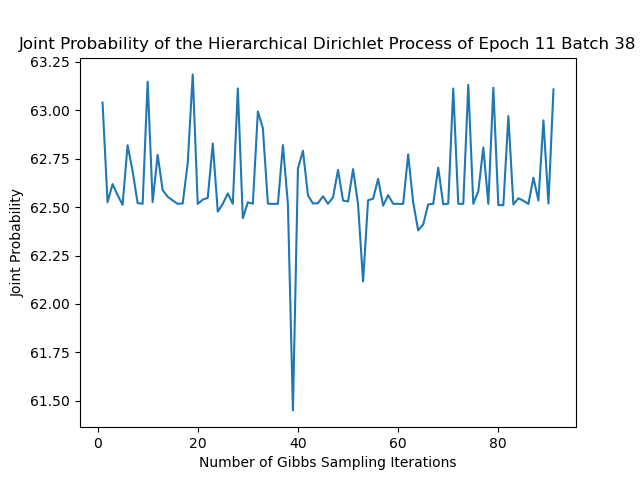 Joint Probability of the Hierarchical Dirichlet Process of Epoch 11 Batch 38
63.25
63.00
62.75
62.50
62.25
62.00
61.75
61.50
Joint Probability
0 20 40 60 80
Number of Gibbs Sampling Iterations